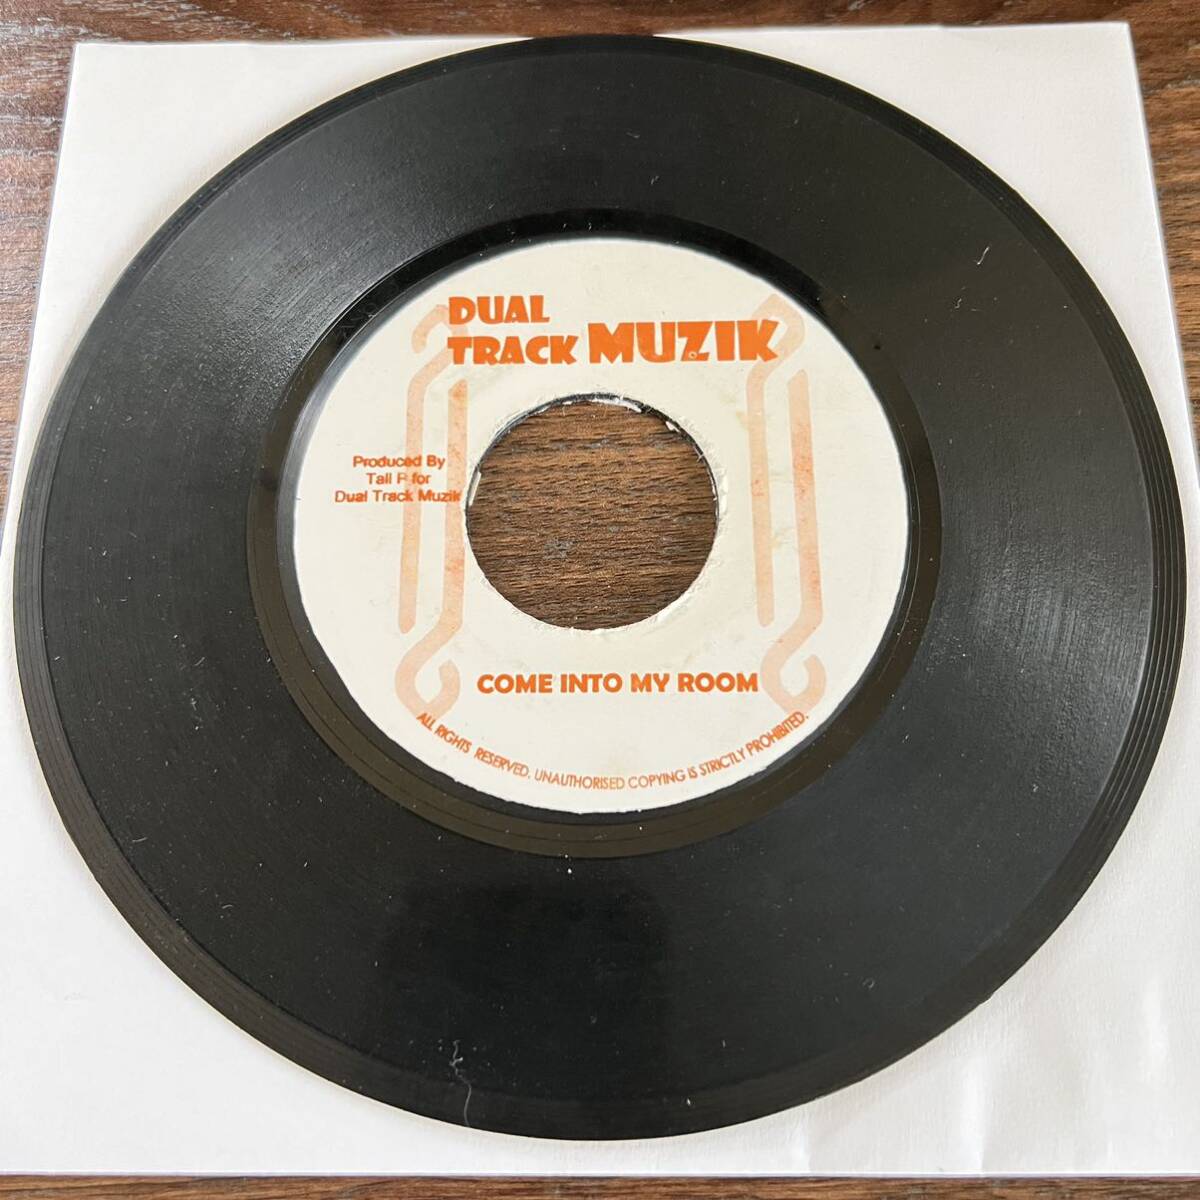 DUAL
TRACK MUZIK
Produced By
Tall P for
Dual Track Muzik
COME INTO MY ROOM
ALL RIGHTS RESERVED. UNAUTHORISED COPYING IS STRICTLY PROHIBITED.